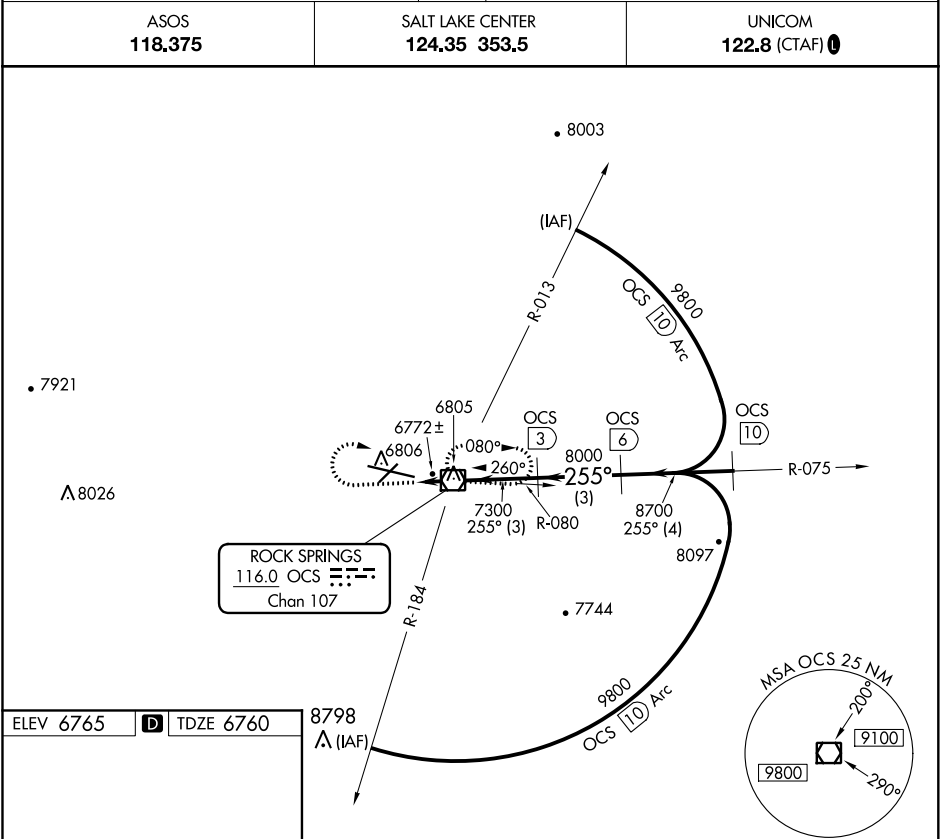 ASOS
118.375
SALT LAKE CENTER
124.35 353.5
UNICOM
122.8 (CTAF) L
8003
(IAF)
R-013
9800
OCS 10 Arc
7921
6805
6772±
6806
080°
260°
OCS
3
OCS
6
OCS
10
8000
255°
(3)
R-075
8026
7300
255° (3)
R-080
8700
255° (4)
8097
ROCK SPRINGS
116.0 OCS
Chan 107
R-184
7744
9800
OCS 10 Arc
MSA OCS 25 NM
200°
9100
9800
290°
ELEV 6765
D
TDZE 6760
8798
(IAF)